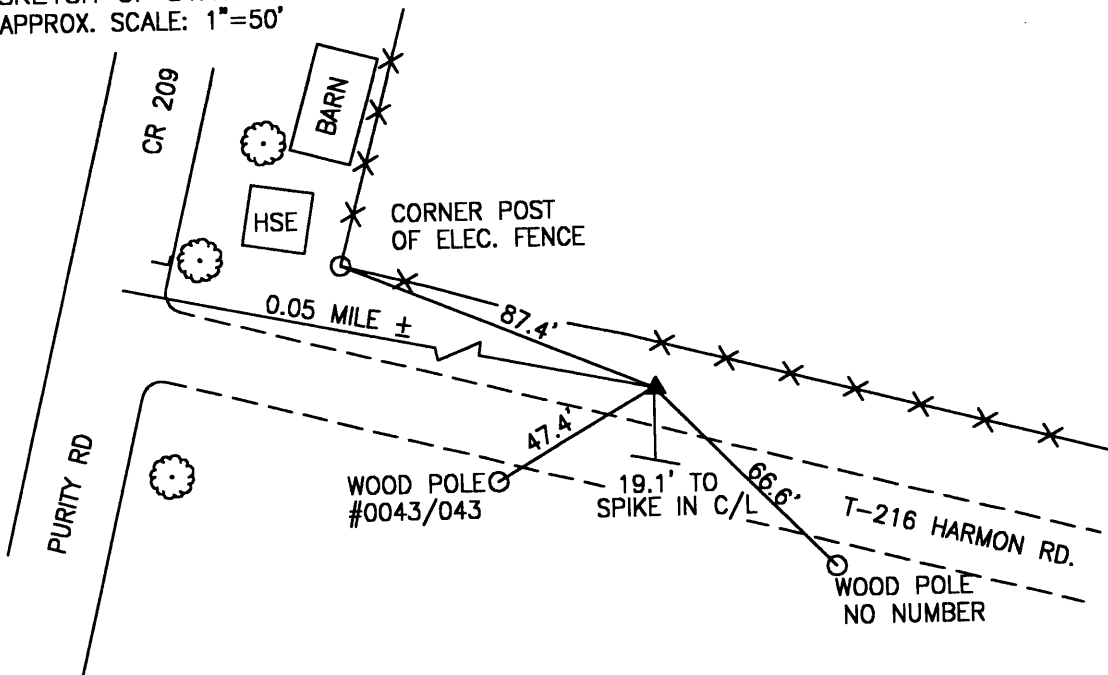 APPROX. SCALE: 1"=50'
CR 209
BARN
HSE
CORNER POST
OF ELEC. FENCE
0.05 MILE ±
87.4'
47.4'
66.6'
WOOD POLE
#0043/043
19.1' TO
SPIKE IN C/L
T-216 HARMON RD.
PURITY RD
WOOD POLE
NO NUMBER